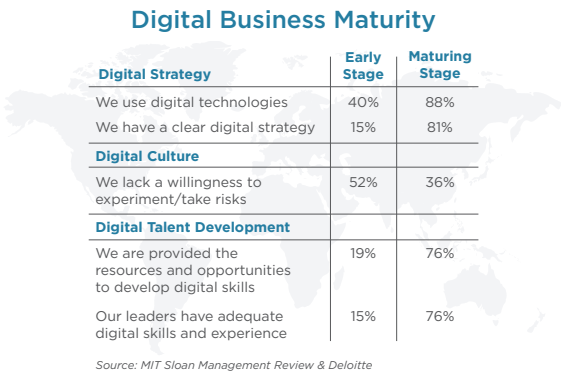 Digital Business Maturity
Digital Strategy
Early
Stage
Maturing
Stage
We use digital technologies 40% 88%
We have a clear digital strategy 15% 81%
Digital Culture
We lack a willingness to 52% 36%
experiment/take risks
Digital Talent Development
We are provided the 19% 76%
resources and opportunities
to develop digital skills
Our leaders have adequate 15% 76%
digital skills and experience
Source: MIT Sloan Management Review & Deloitte